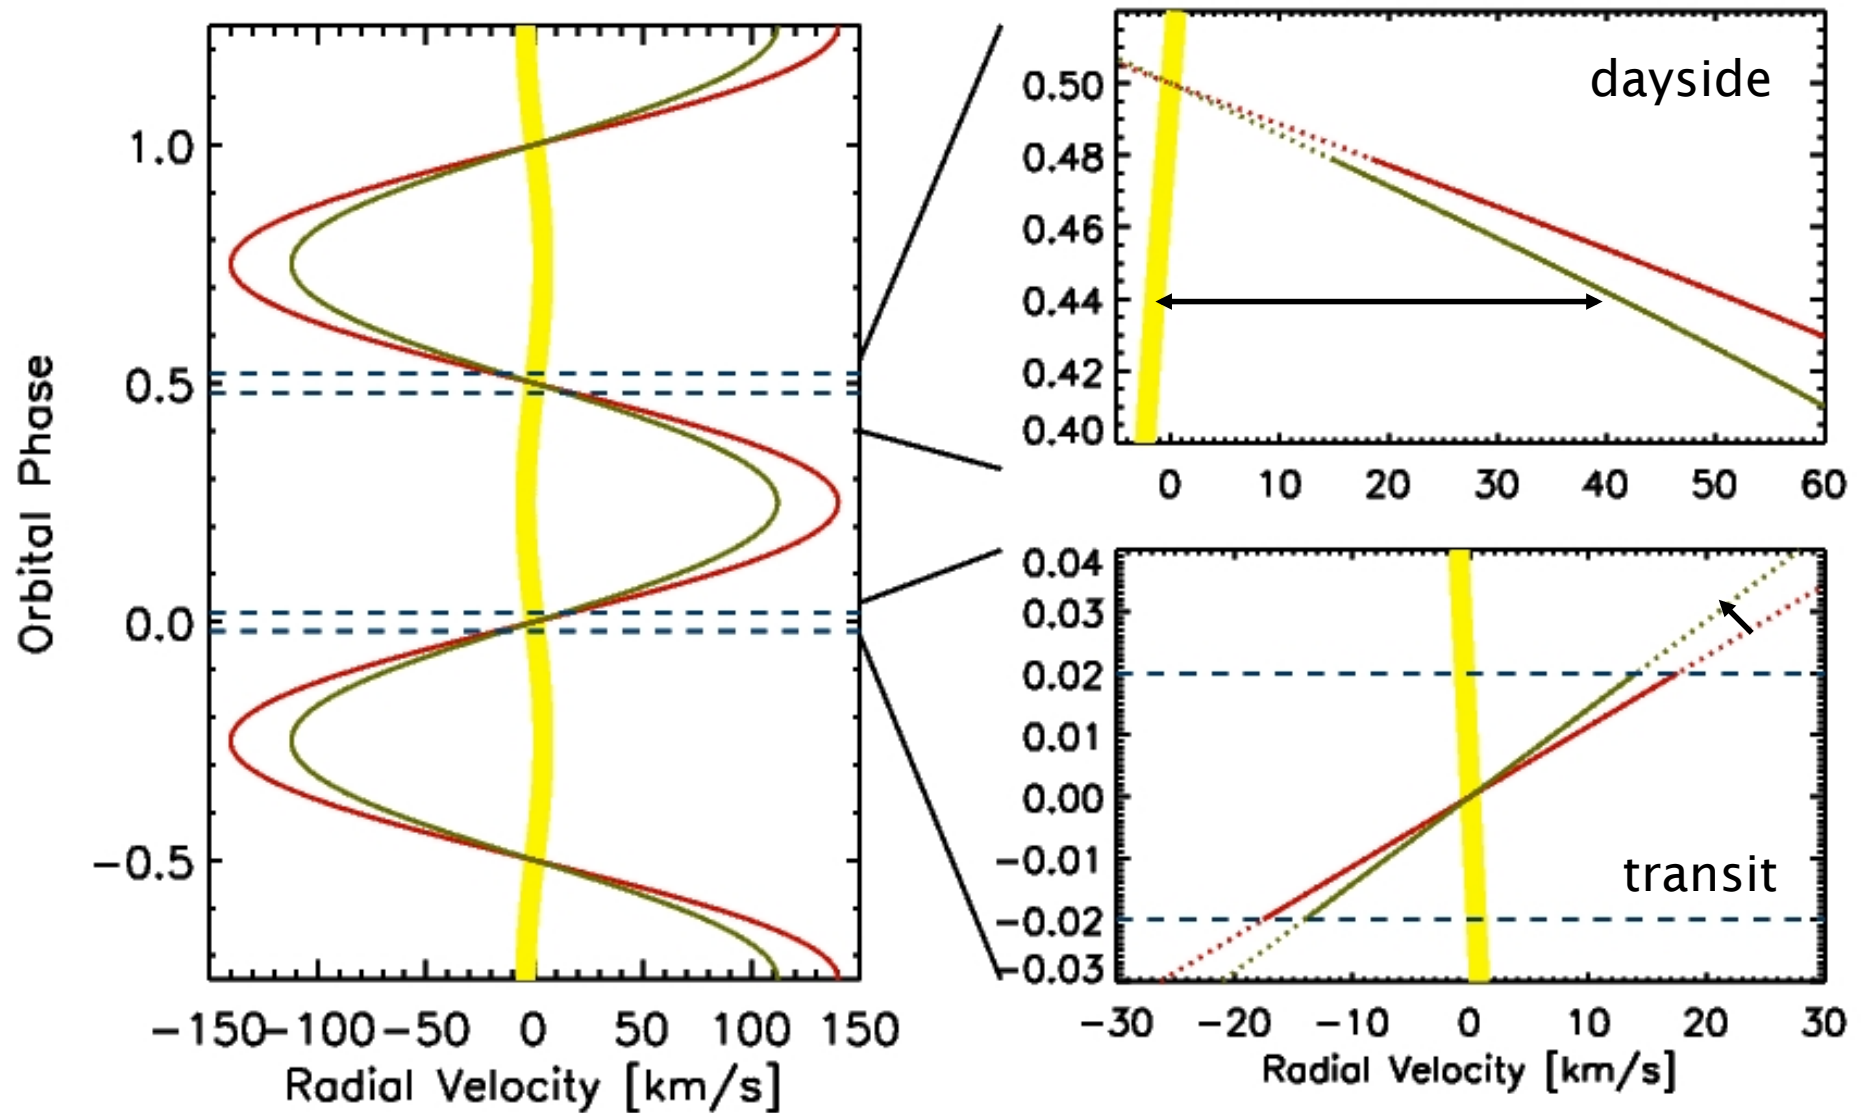 Orbital Phase
1.0
0.5
0.0
−0.5
−150 −100 −50 0 50 100 150
Radial Velocity [km/s]
dayside
0.50
0.48
0.46
0.44
0.42
0.40
0 10 20 30 40 50 60
0.04
0.03
0.02
0.01
0.00
−0.01
transit
−0.02
−0.03
−30 −20 −10 0 10 20 30
Radial Velocity [km/s]